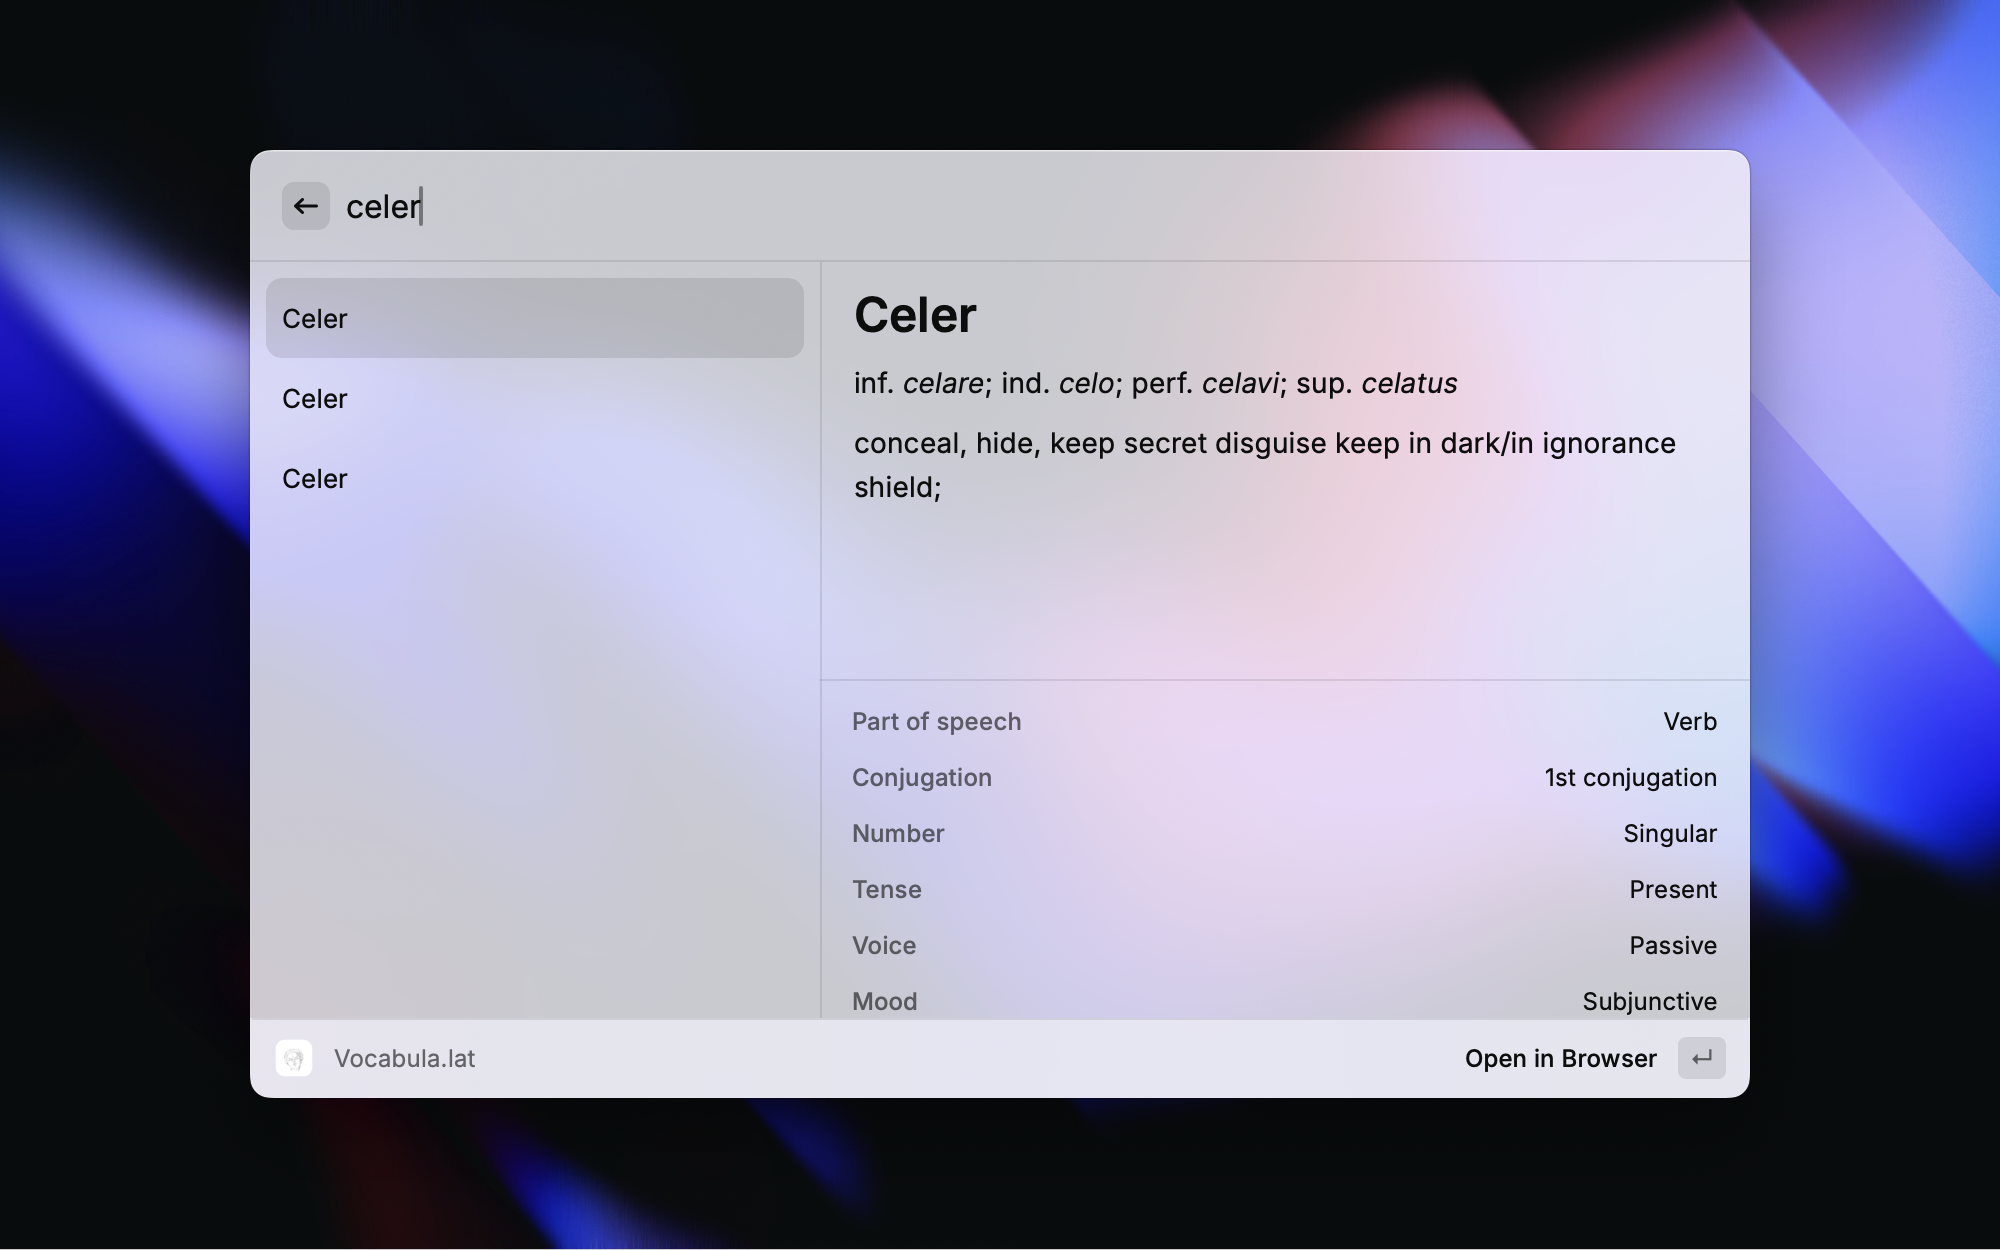 celer
Celer
Celer
Celer
Celer
inf. celare; ind. celo; perf. celavi; sup. celatus
conceal, hide, keep secret disguise keep in dark/in ignorance
shield;
Part of speech Verb
Conjugation 1st conjugation
Number Singular
Tense Present
Voice Passive
Mood Subjunctive
Vocabula.lat Open in Browser